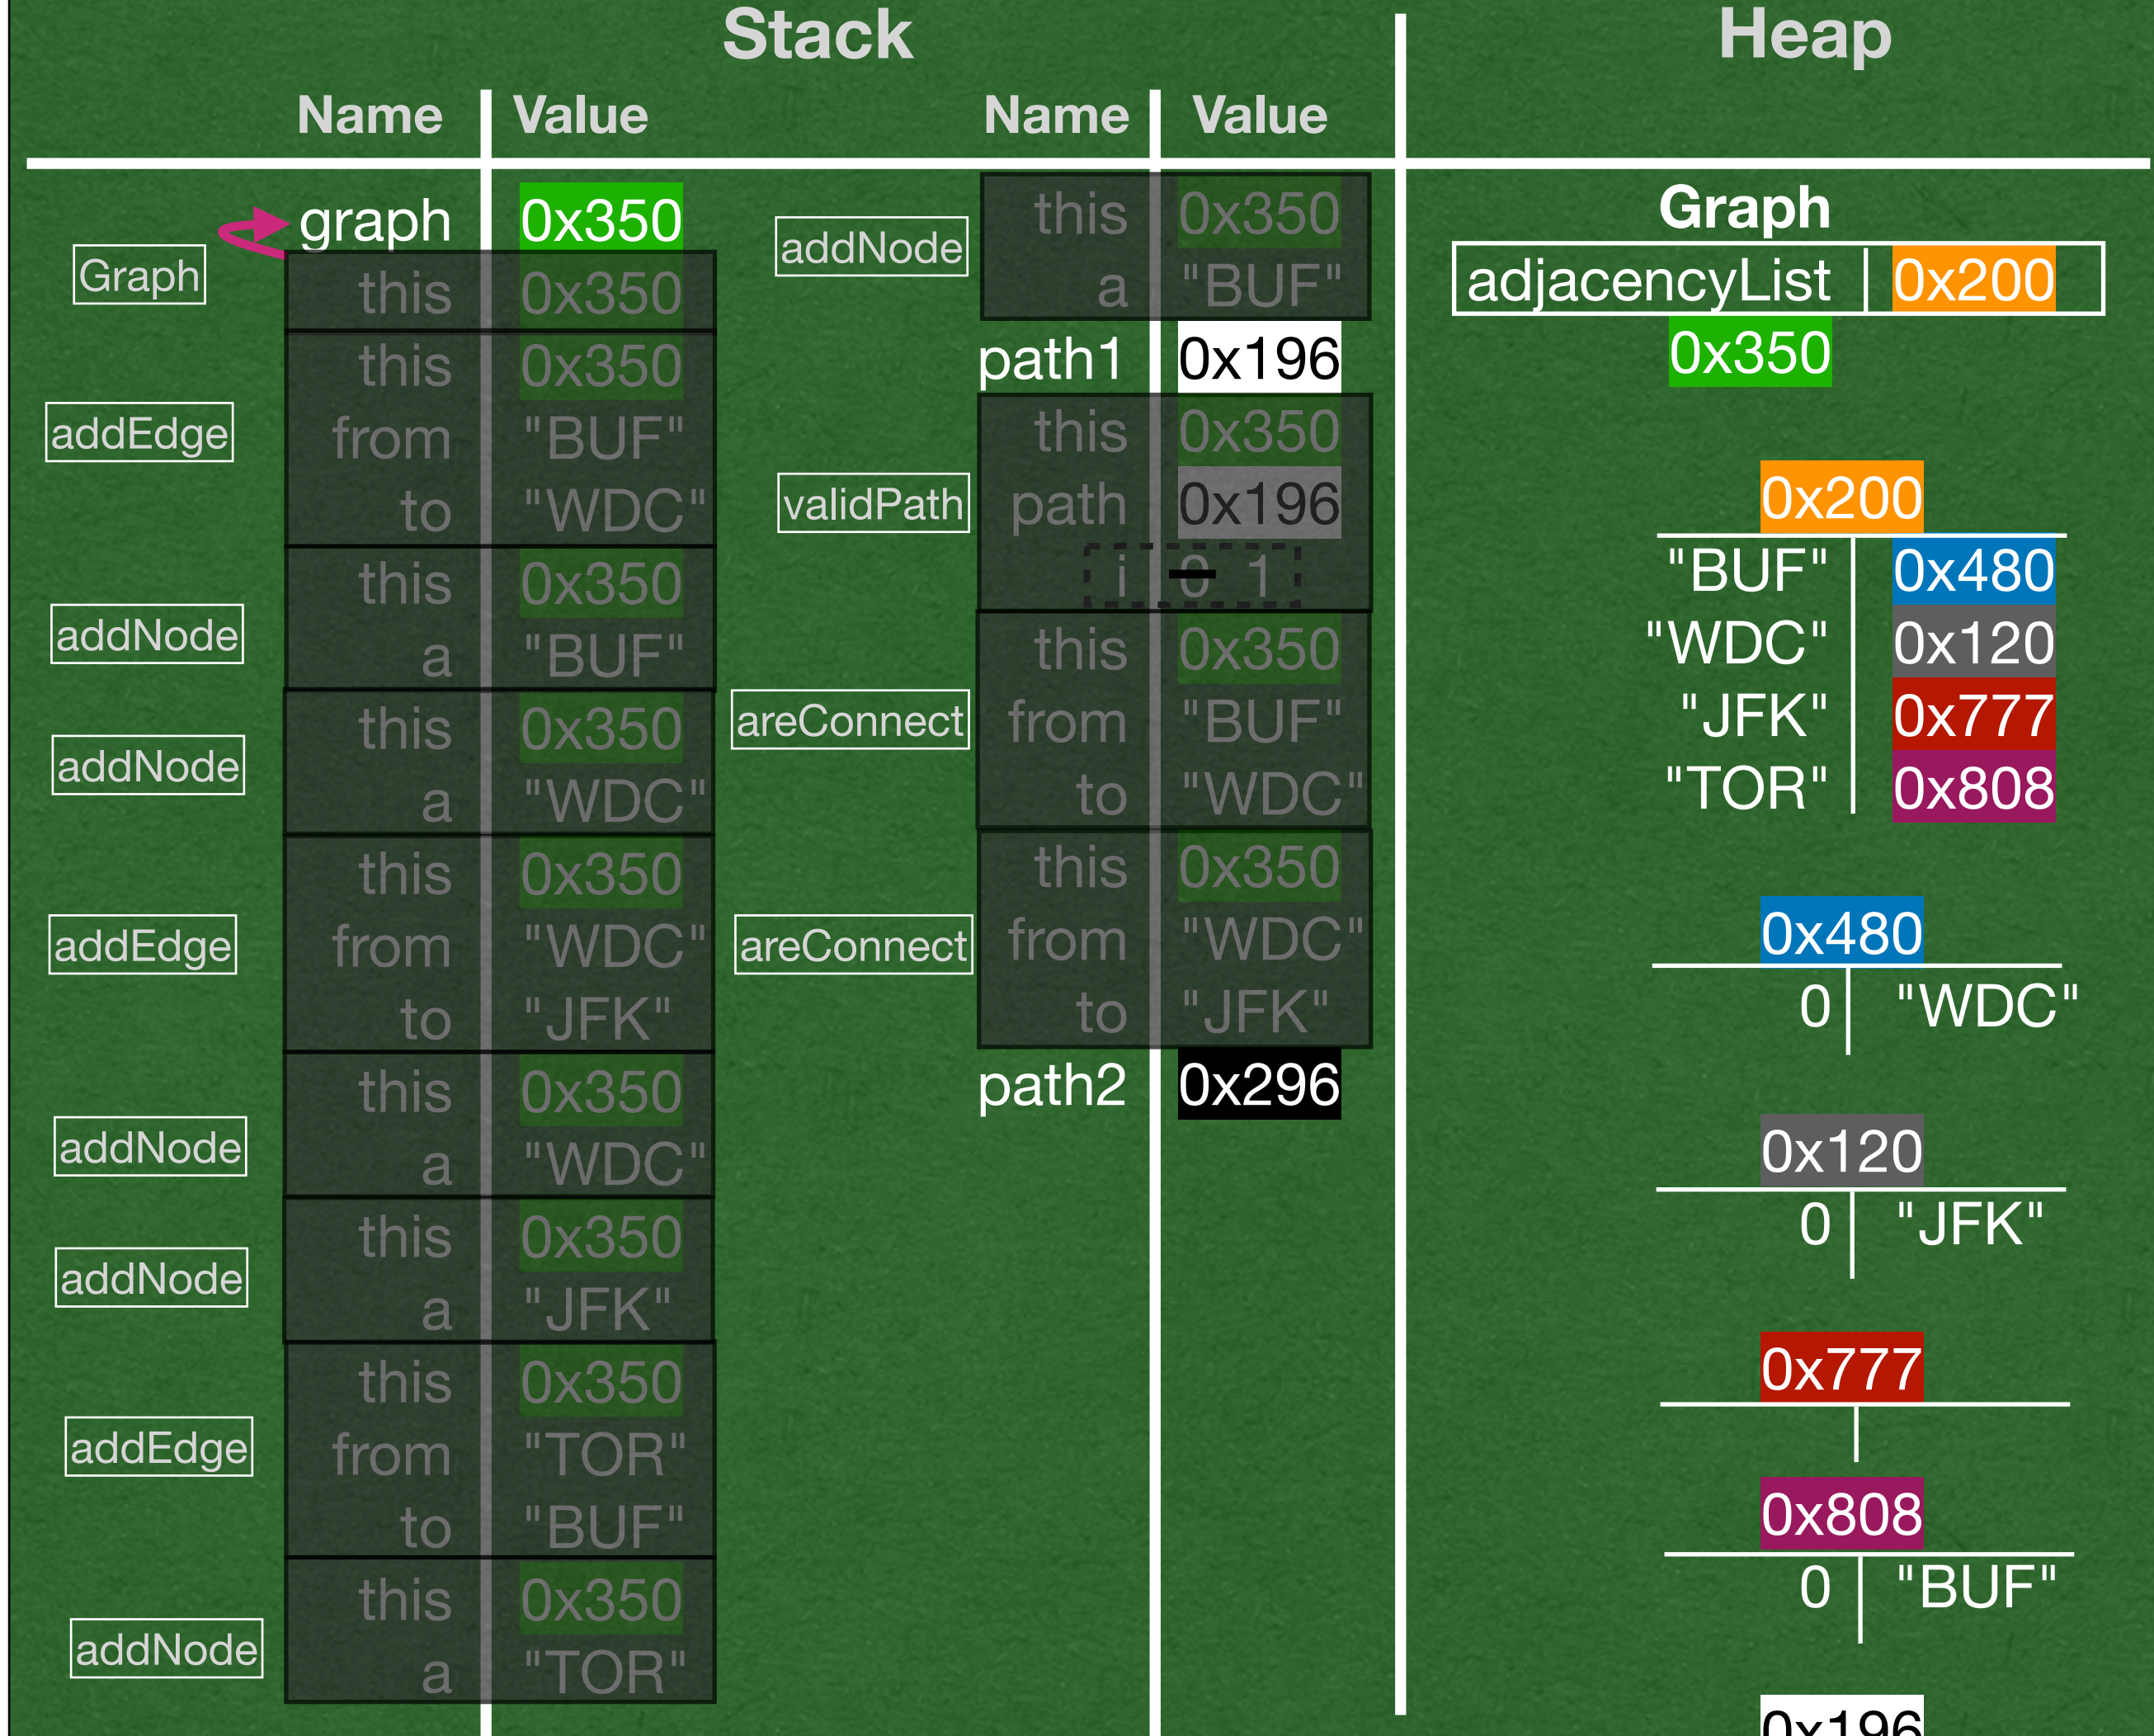 Stack
Name Value
graph 0x350
Graph
this 0x350
addEdge
this 0x350
from "BUF"
to "WDC"
addNode
this 0x350
a "BUF"
addNode
this 0x350
a "WDC"
addEdge
this 0x350
from "WDC"
to "JFK"
addNode
this 0x350
a "WDC"
addNode
this 0x350
a "JFK"
addEdge
this 0x350
from "TOR"
to "BUF"
addNode
this 0x350
a "TOR"
Name Value
addNode
this 0x350
a "BUF"
path1 0x196
validPath
this 0x350
path 0x196
i 0 1
areConnect
this 0x350
from "BUF"
to "WDC"
areConnect
this 0x350
from "WDC"
to "JFK"
path2 0x296
Heap
Graph
adjacencyList 0x200
0x350
0x200
"BUF" 0x480
"WDC" 0x120
"JFK" 0x777
"TOR" 0x808
0x480
0 "WDC"
0x120
0 "JFK"
0x777
0x808
0 "BUF"
0x196